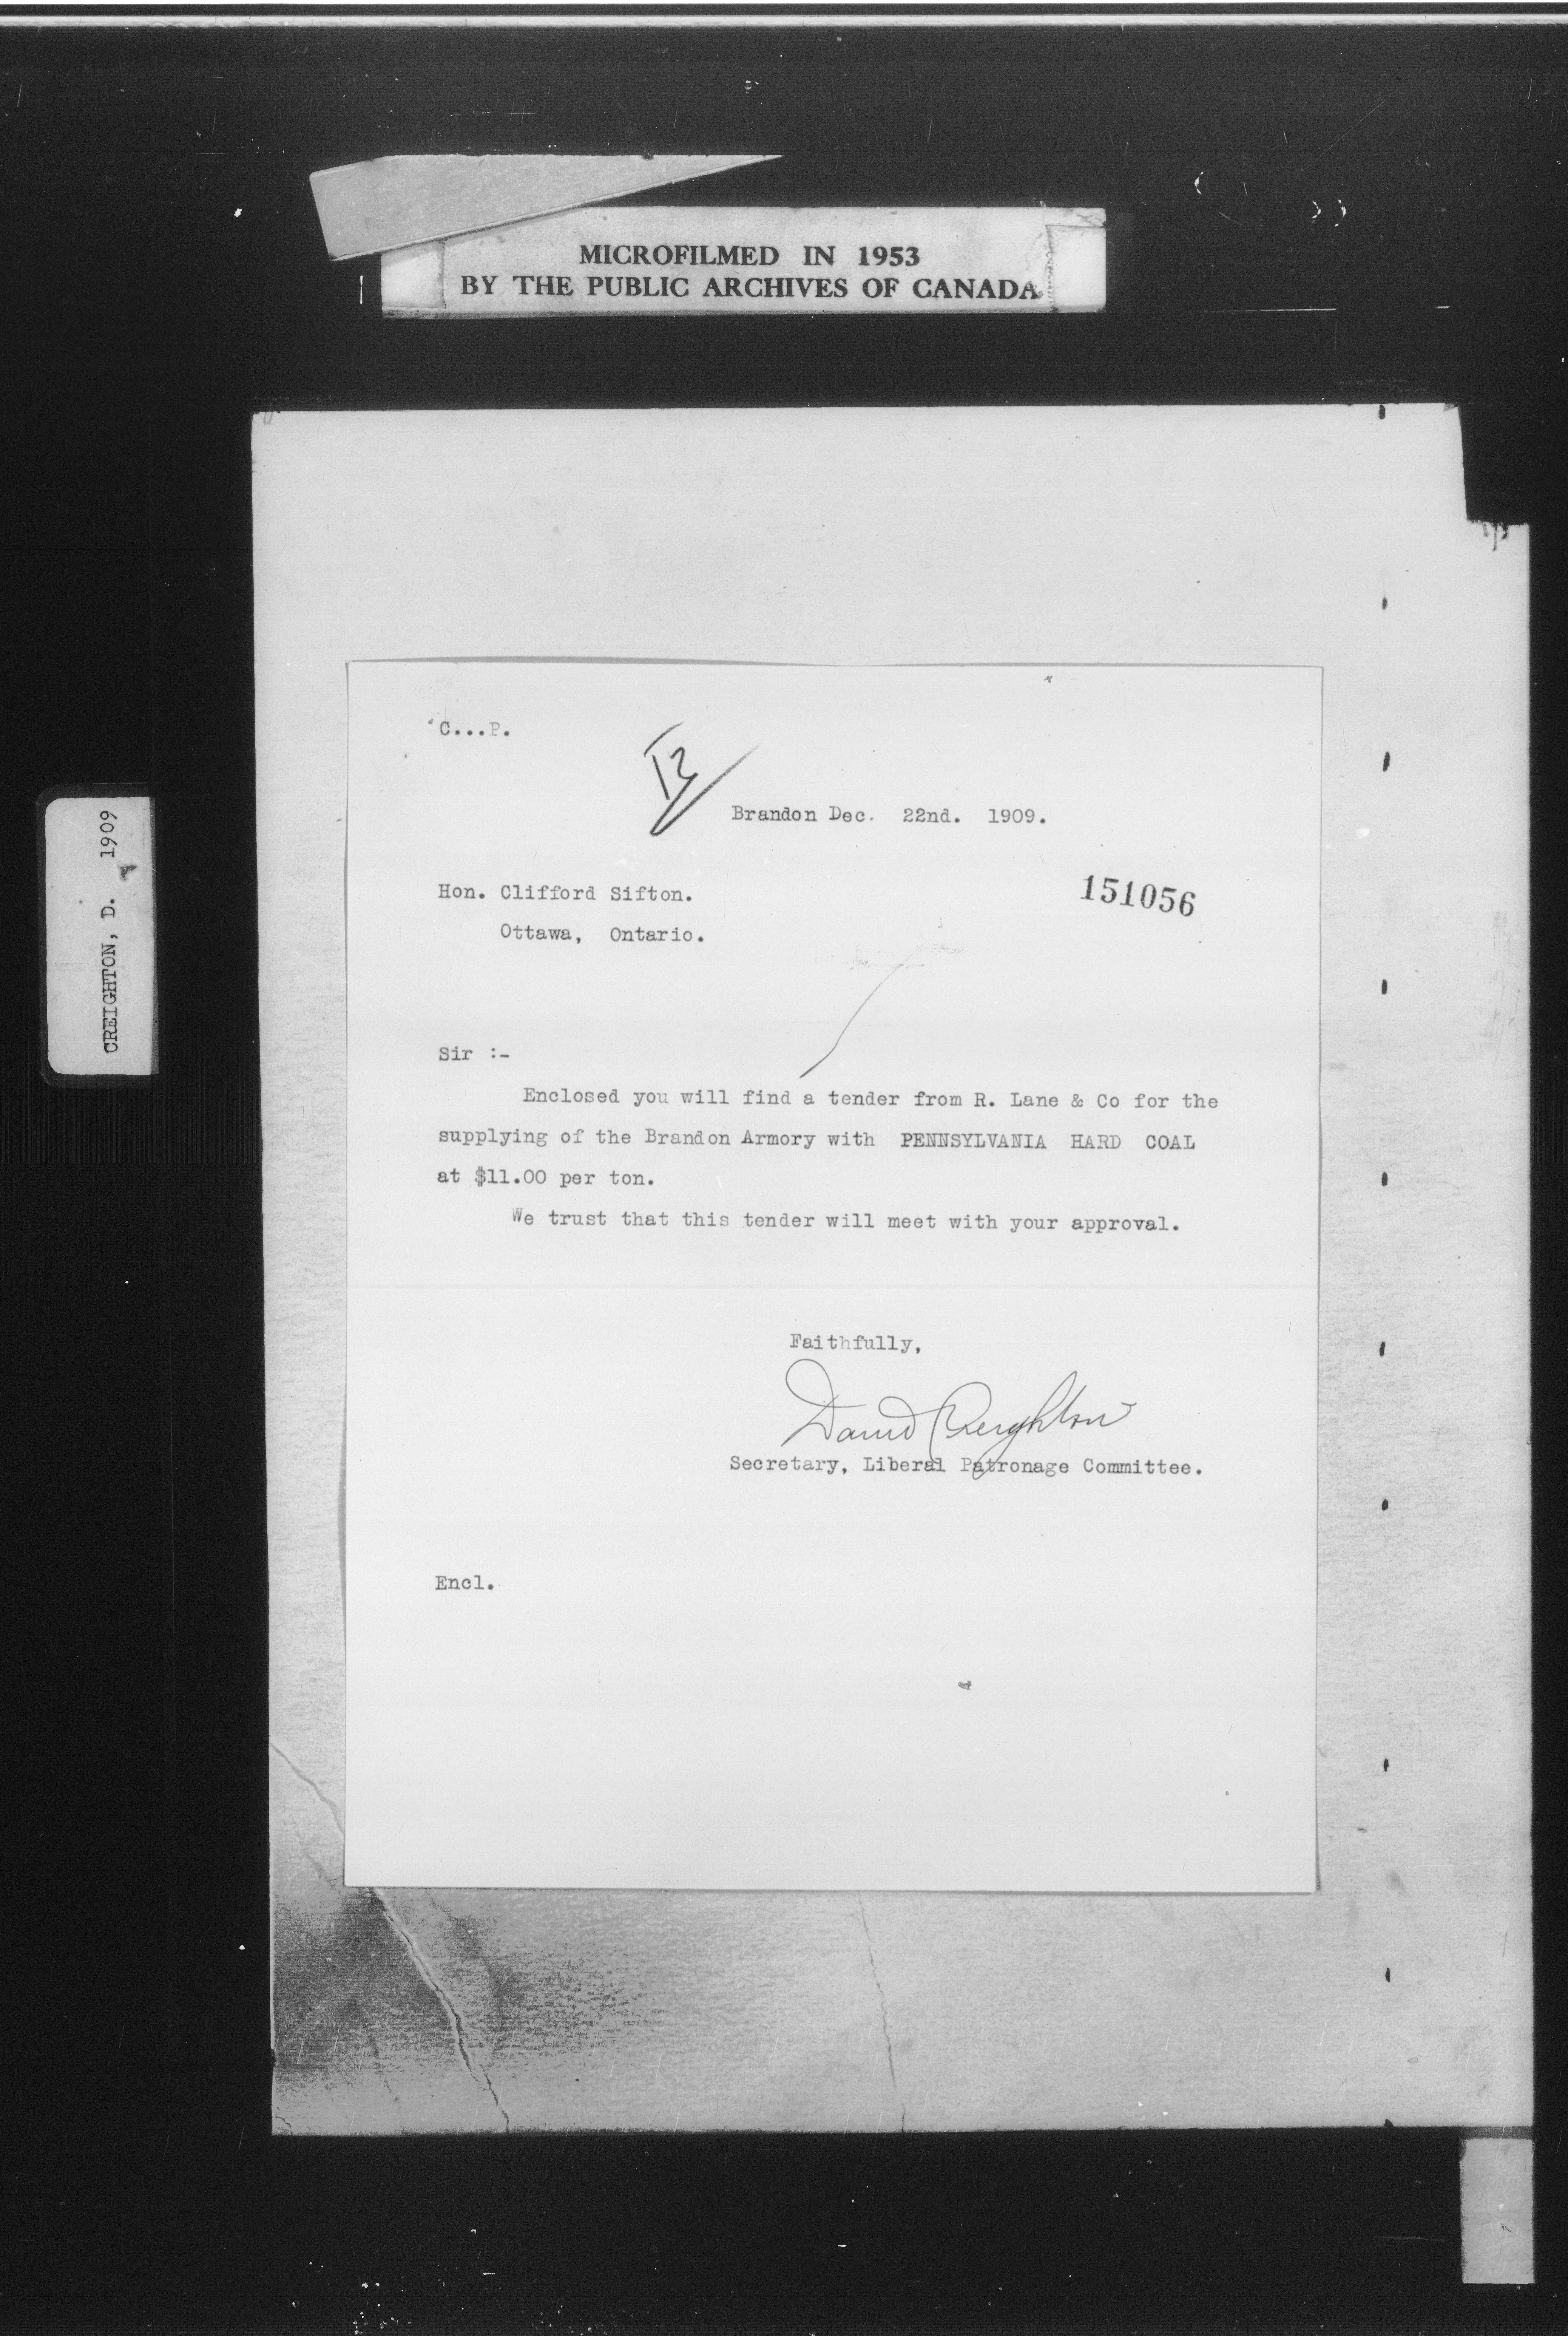 MICROFILMED IN 1953
BY THE PUBLIC ARCHIVES OF CANADA
CREIGHTON, D. 1909
C...P.
Brandon Dec. 22nd. 1909.
Hon. Clifford Sifton.
151056
Ottawa, Ontario.
Sir :-
Enclosed you will find a tender from R. Lane & Co for the
supplying of the Brandon Armory with PENNSYLVANIA HARD COAL
at $11.00 per ton.
We trust that this tender will meet with your approval.
Faithfully,
David Creighton
Secretary, Liberal Patronage Committee.
Encl.